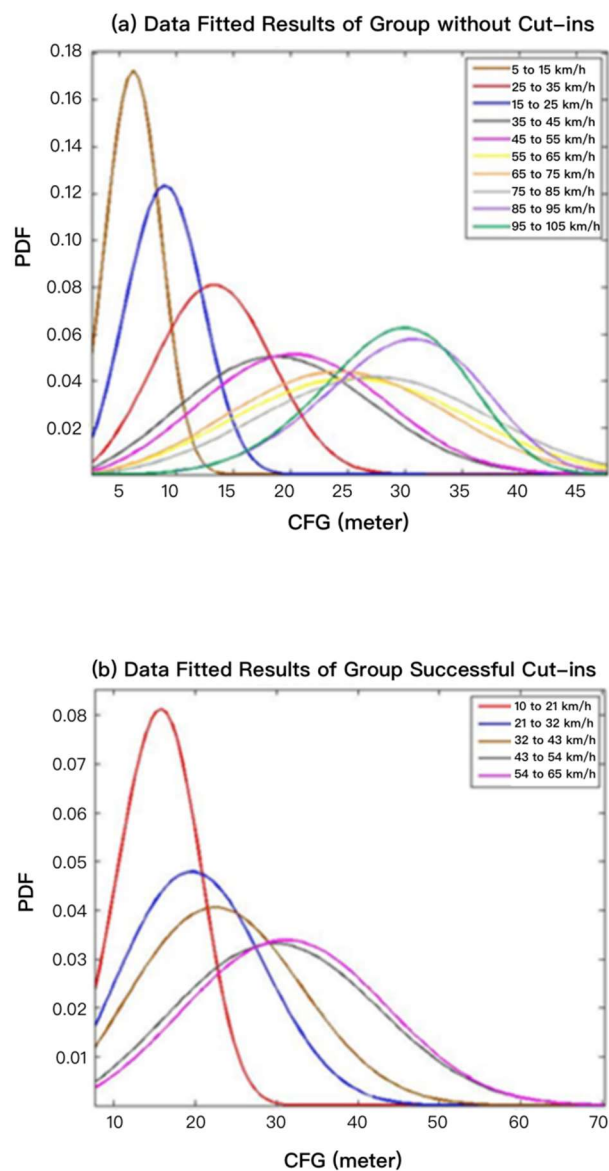 (a) Data Fitted Results of Group without Cut-ins
0.18
0.16
0.14
0.12
0.10
0.08
0.06
0.04
0.02
PDF
5 to 15 km/h
25 to 35 km/h
15 to 25 km/h
35 to 45 km/h
45 to 55 km/h
55 to 65 km/h
65 to 75 km/h
75 to 85 km/h
85 to 95 km/h
95 to 105 km/h
5 10 15 20 25 30 35 40 45
CFG (meter)
(b) Data Fitted Results of Group Successful Cut-ins
0.08
0.07
0.06
0.05
0.04
0.03
0.02
0.01
PDF
10 to 21 km/h
21 to 32 km/h
32 to 43 km/h
43 to 54 km/h
54 to 65 km/h
10 20 30 40 50 60 70
CFG (meter)